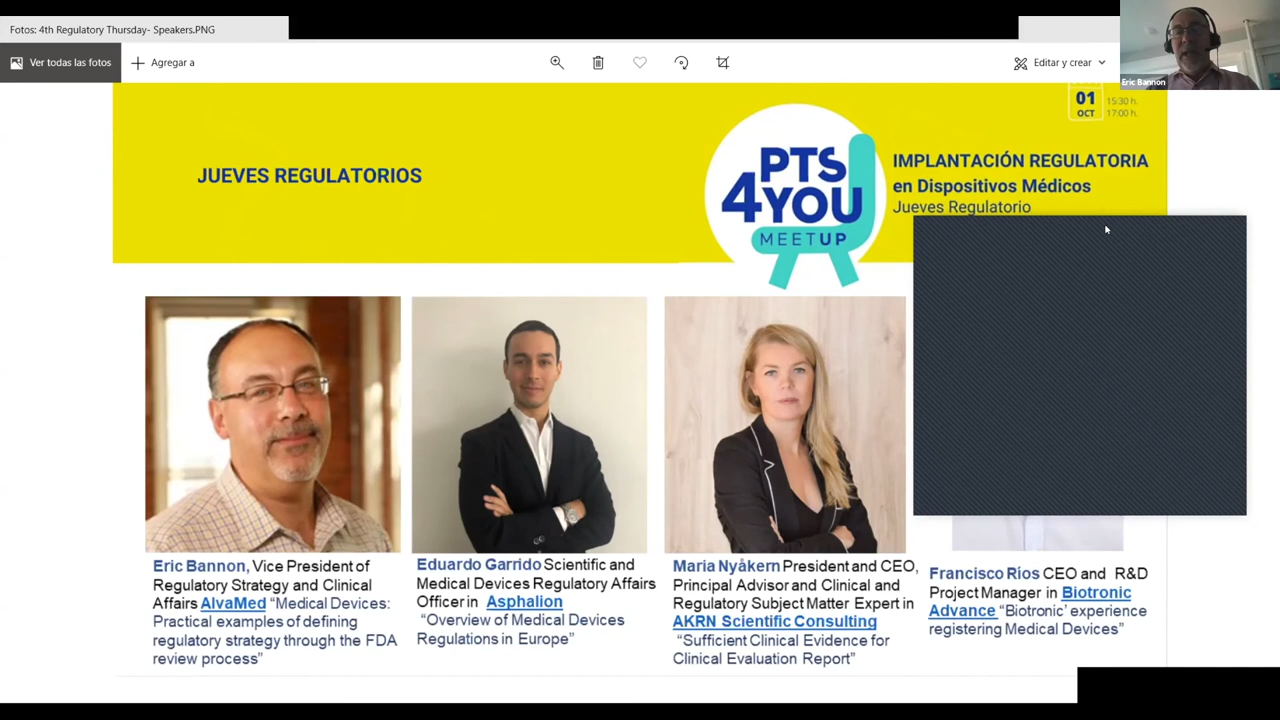 Fotos: 4th Regulatory Thursday- Speakers.PNG
Ver todas las fotos
Agregar a
Editar y crear
Eric Bannon
01
OCT
15:30 h.
17:00 h.
JUEVES REGULATORIOS
PTS
4YOU
MEETUP
IMPLANTACIÓN REGULATORIA
en Dispositivos Médicos
Jueves Regulatorio
Eric Bannon, Vice President of
Regulatory Strategy and Clinical
Affairs AlvaMed “Medical Devices:
Practical examples of defining
regulatory strategy through the FDA
review process”
Eduardo Garrido Scientific and
Medical Devices Regulatory Affairs
Officer in Asphalion
“Overview of Medical Devices
Regulations in Europe”
Maria Nyåkern President and CEO,
Principal Advisor and Clinical and
Regulatory Subject Matter Expert in
AKRN Scientific Consulting
“Sufficient Clinical Evidence for
Clinical Evaluation Report”
Francisco Ríos CEO and R&D
Project Manager in Biotronic
Advance “Biotronic’ experience
registering Medical Devices”